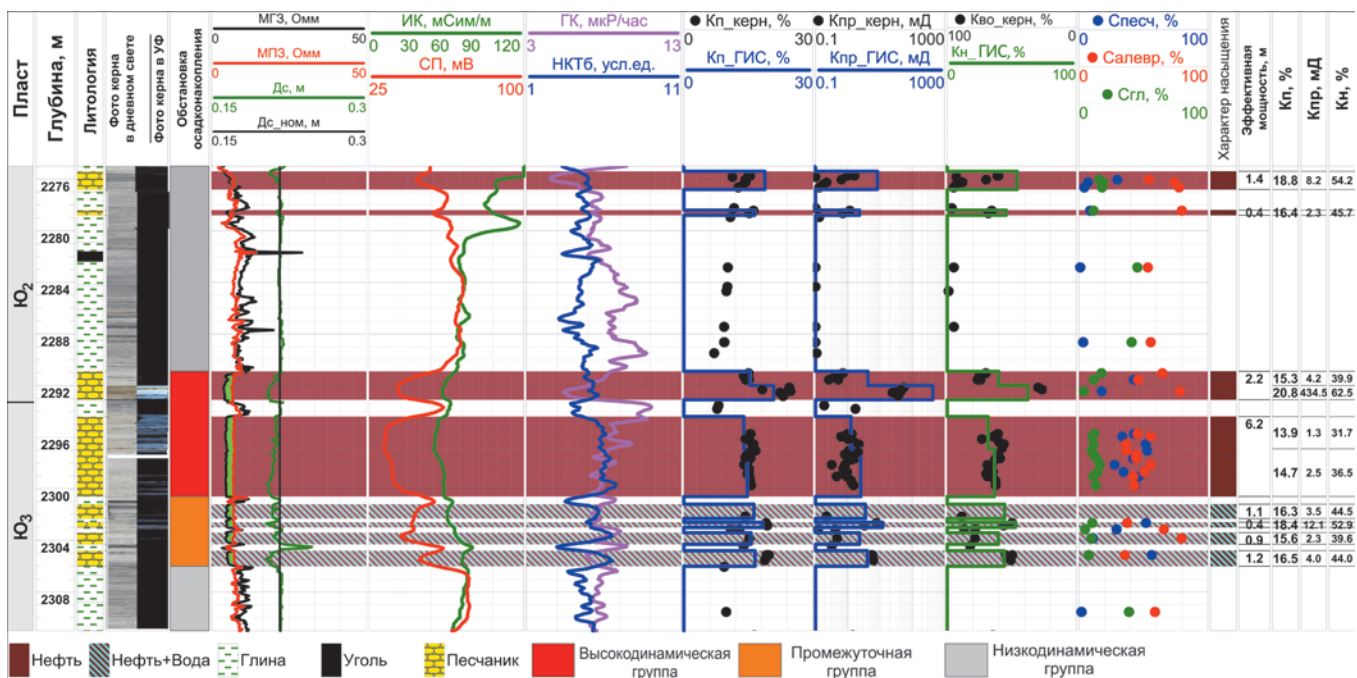 Пласт
Глубина, м
Литология
Фото керна
в дневном свете
Фото керна в УФ
Обстановка
осадконакопления
МГЗ, Омм
0 50
МПЗ, Омм
0 50
Дс, м
0.15 0.3
Дс_ном, м
0.15 0.3
ИК, мСим/м
0 30 60 90 120
СП, мВ
25 100
ГК, мкР/час
3 13
НКТб, усл.ед.
1 11
Кп_керн, %
0 30
Кп_ГИС, %
0 30
Кпр_керн, мД
0.1 1000
Кпр_ГИС, мД
0.1 1000
Кво_керн, %
100 0
Кн_ГИС, %
0 100
Спесч, %
0 100
Салевр, %
0 100
Сгл, %
0 100
Характер насыщения
Эффективная
мощность, м
Кп, %
Кпр, мД
Кн, %
Ю2
Ю3
2276
2280
2284
2288
2292
2296
2300
2304
2308
1.4 18.8 8.2 54.2
0.4 16.4 2.3 45.7
2.2 15.3 4.2 39.9
20.8 434.5 62.5
6.2 13.9 1.3 31.7
14.7 2.5 36.5
1.1 16.3 3.5 44.5
0.4 18.4 12.1 52.9
0.9 15.6 2.3 39.6
1.2 16.5 4.0 44.0
Нефть
Нефть+Вода
Глина
Уголь
Песчаник
Высокодинамическая
группа
Промежуточная
группа
Низкодинамическая
группа